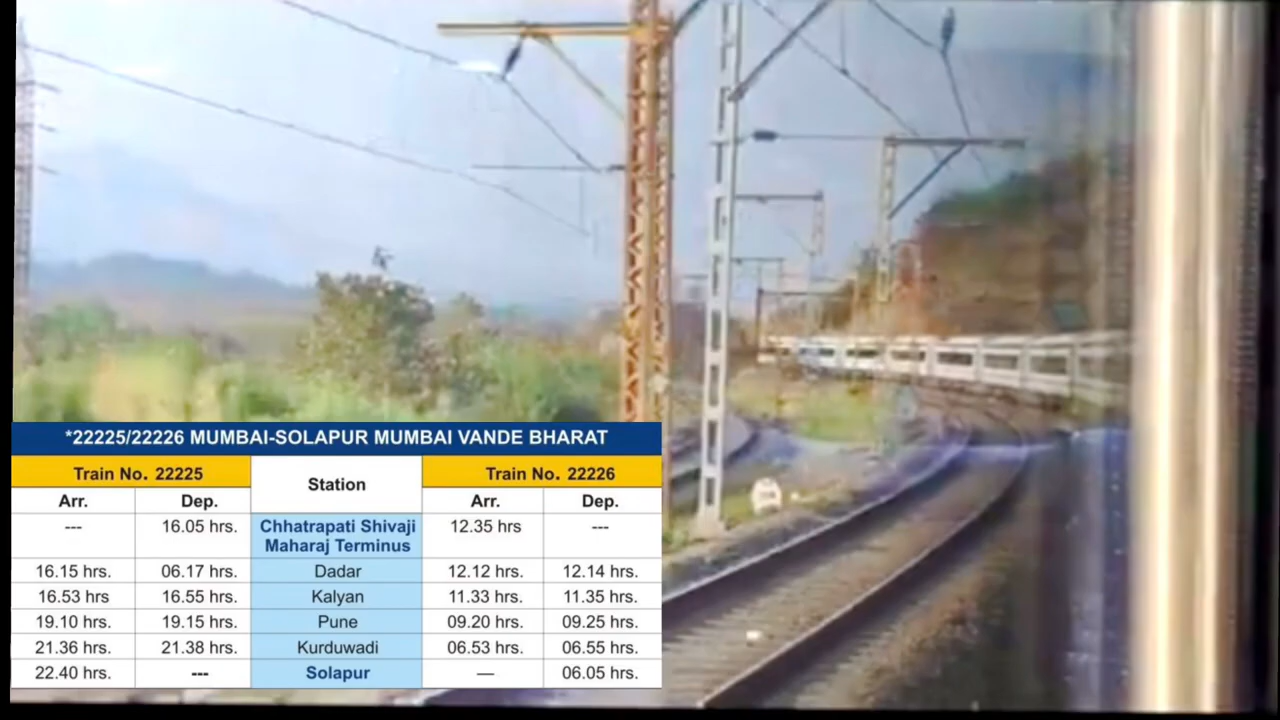 *22225/22226 MUMBAI-SOLAPUR MUMBAI VANDE BHARAT
Train No. 22225 Station Train No. 22226
Arr. Dep. Arr. Dep.
--- 16.05 hrs. Chhatrapati Shivaji 12.35 hrs ---
Maharaj Terminus
16.15 hrs. 06.17 hrs. Dadar 12.12 hrs. 12.14 hrs.
16.53 hrs 16.55 hrs. Kalyan 11.33 hrs. 11.35 hrs.
19.10 hrs. 19.15 hrs. Pune 09.20 hrs. 09.25 hrs.
21.36 hrs. 21.38 hrs. Kurduwadi 06.53 hrs. 06.55 hrs.
22.40 hrs. --- Solapur — 06.05 hrs.